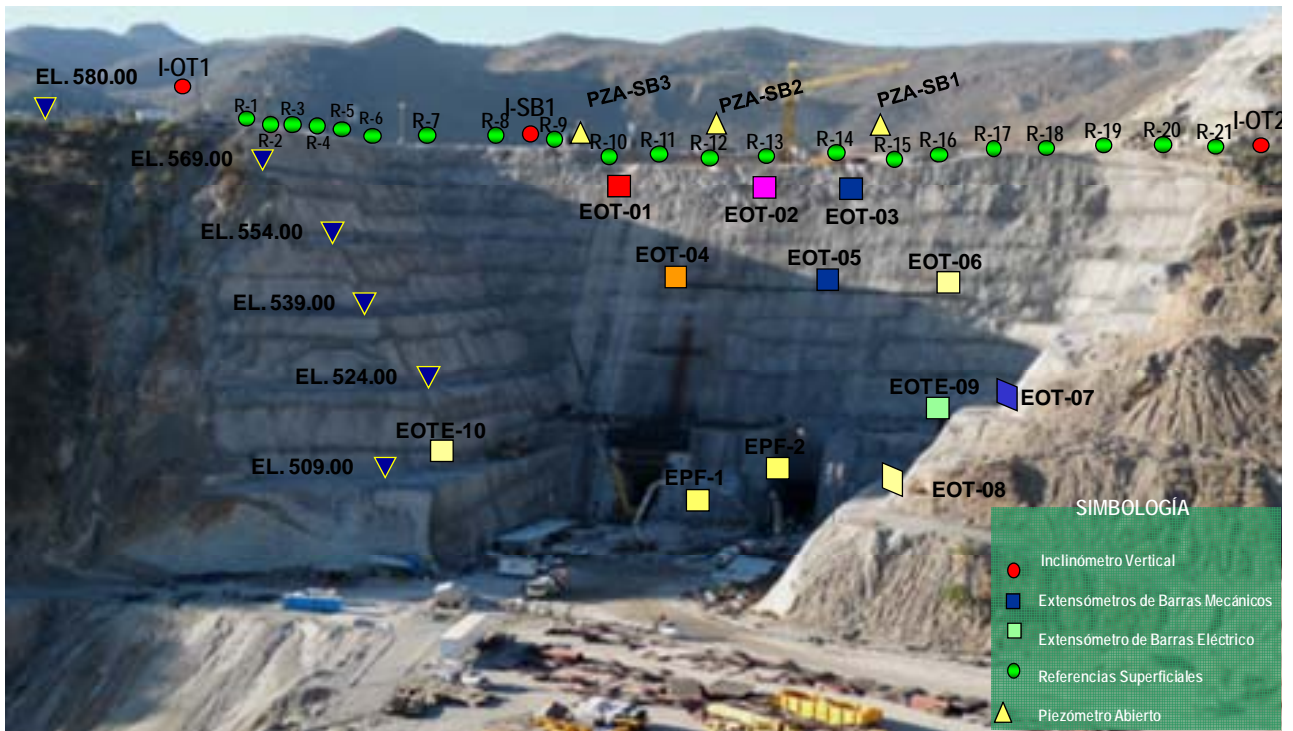 EL. 580.00
I-OT1
R-1
R-2
R-3
R-4
R-5
R-6
R-7
R-8
I-SB1
R-9
PZA-SB3
R-10
R-11
PZA-SB2
R-12
R-13
R-14
PZA-SB1
R-15
R-16
R-17
R-18
R-19
R-20
R-21
I-OT2
EL. 569.00
EOT-01
EOT-02
EOT-03
EL. 554.00
EOT-04
EOT-05
EOT-06
EL. 539.00
EL. 524.00
EOTE-09
EOT-07
EOTE-10
EL. 509.00
EPF-2
EPF-1
EOT-08
SIMBOLOGÍA
Inclinómetro Vertical
Extensómetros de Barras Mecánicos
Extensómetro de Barras Eléctrico
Referencias Superficiales
Piezómetro Abierto